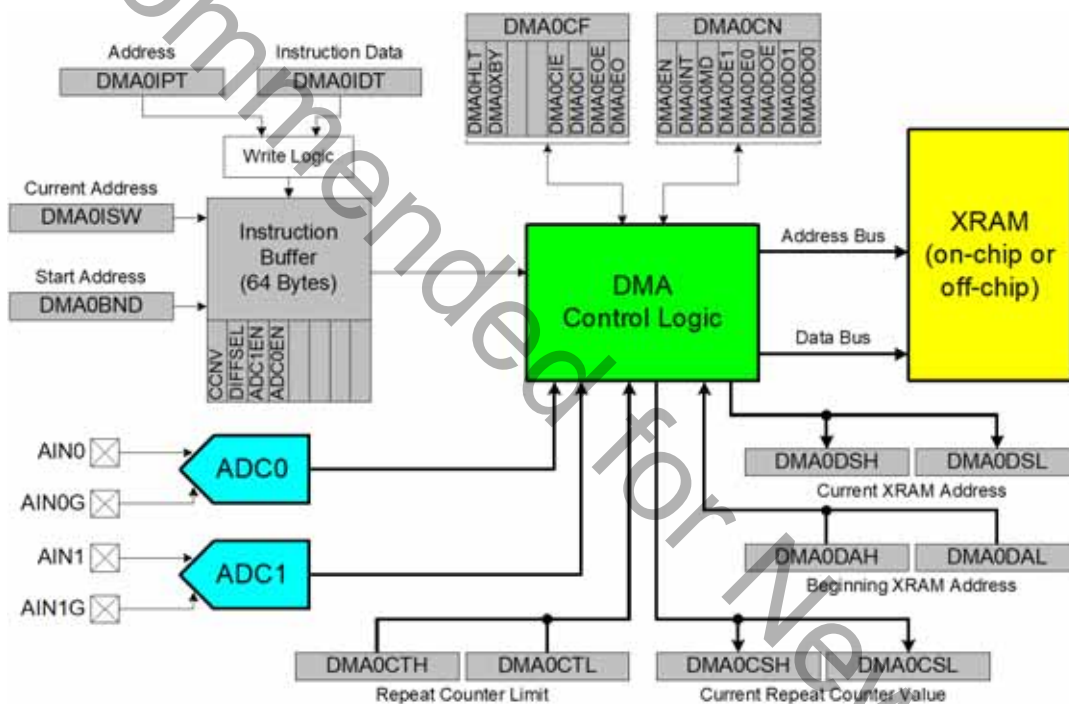 Address
Instruction Data
DMA0IPT
DMA0IDT
Write Logic
Current Address
DMA0ISW
Start Address
DMA0BND
Instruction
Buffer
(64 Bytes)
CCNV
DIFFSEL
ADC1EN
ADC0EN
DMA0CF
DMA0HLT
DMA0XBY
DMA0CIE
DMA0CI
DMA0EOE
DMA0EO
DMA0CN
DMA0EN
DMA0INT
DMA0MD
DMA0DE1
DMA0DE0
DMA0DOE
DMA0DO1
DMA0DO0
DMA
Control Logic
Address Bus
Data Bus
XRAM
(on-chip or
off-chip)
AIN0
AIN0G
ADC0
AIN1
AIN1G
ADC1
DMA0DSH
DMA0DSL
Current XRAM Address
DMA0DAH
DMA0DAL
Beginning XRAM Address
DMA0CTH
DMA0CTL
Repeat Counter Limit
DMA0CSH
DMA0CSL
Current Repeat Counter Value
ommended for New